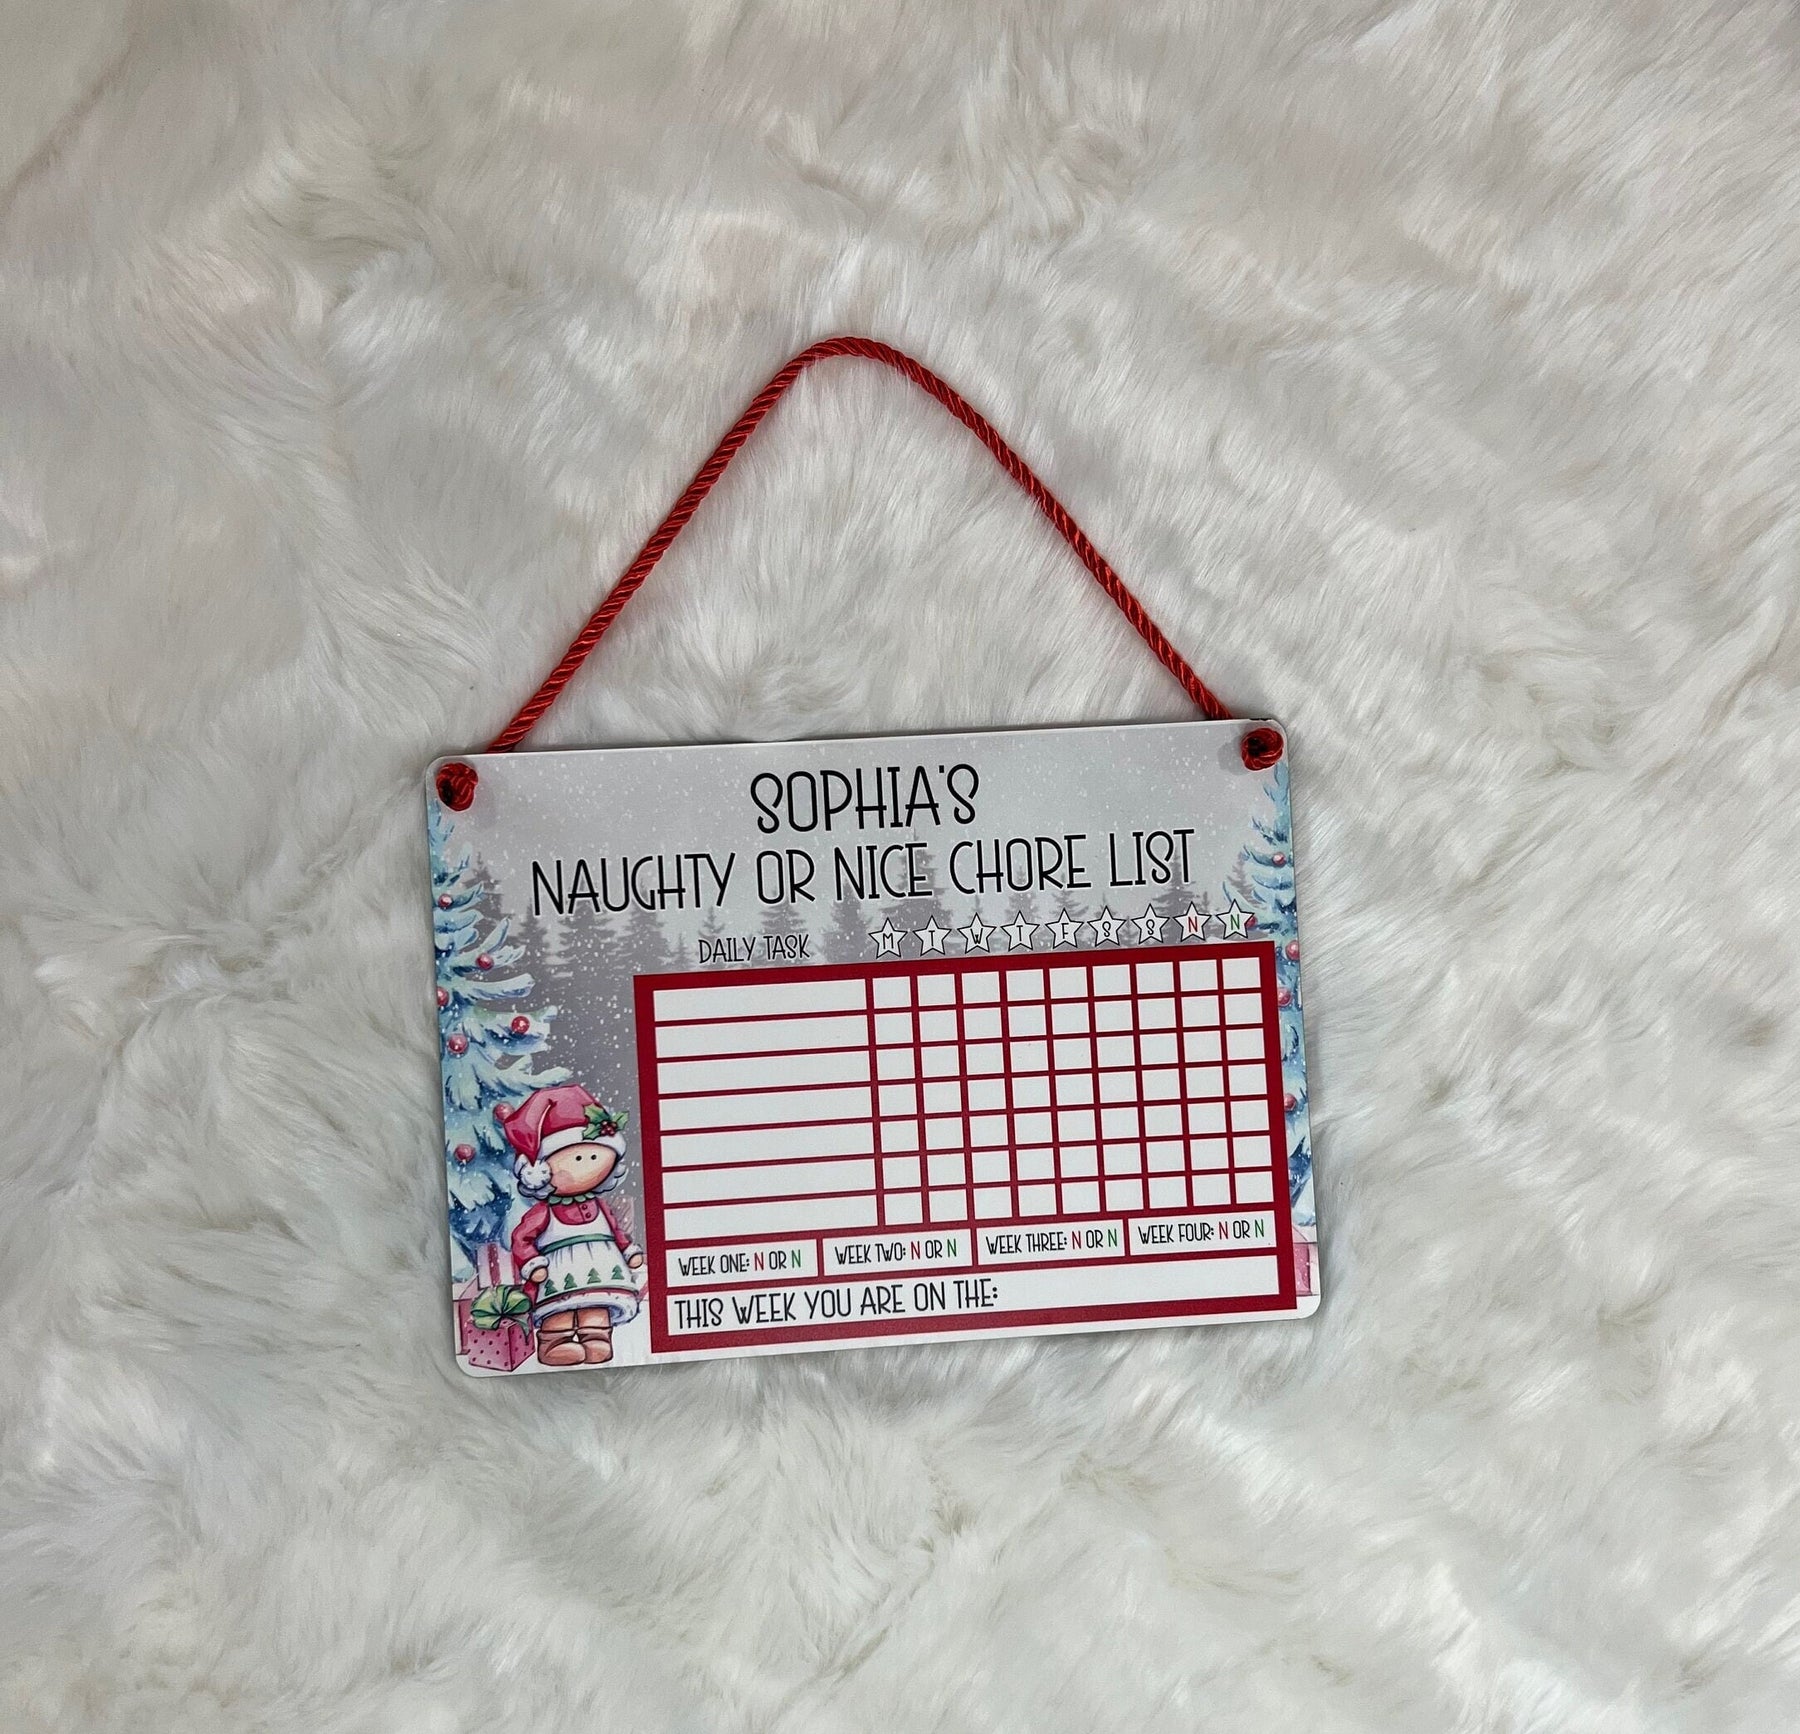 SOPHIA'S
NAUGHTY OR NICE CHORE LIST
DAILY TASK M T W T F S S N N
WEEK ONE: N OR N WEEK TWO: N OR N WEEK THREE: N OR N WEEK FOUR: N OR N
THIS WEEK YOU ARE ON THE: